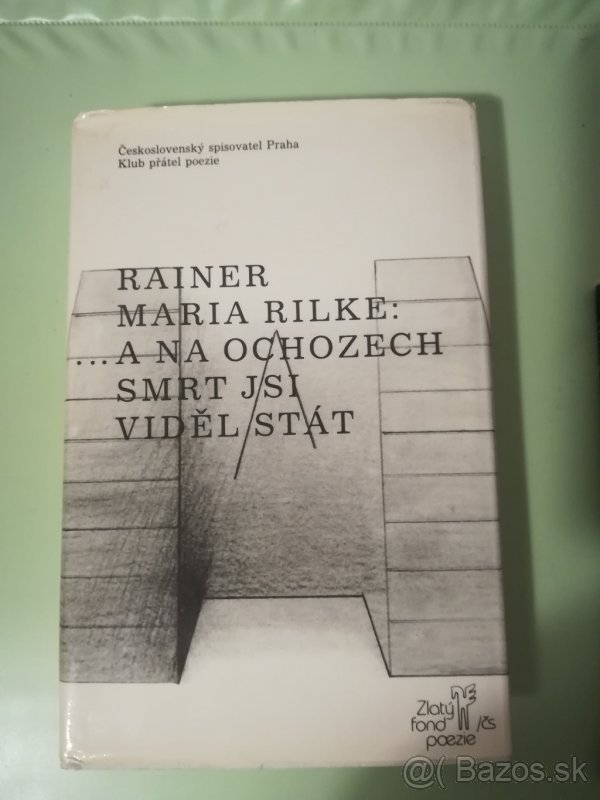 Československý spisovatel Praha
Klub přátel poezie
RAINER
MARIA RILKE:
...A NA OCHOZECH
SMRT JSI
VIDĚL STÁT
Zlatý
fond /čs
poezie
@( Bazos.sk